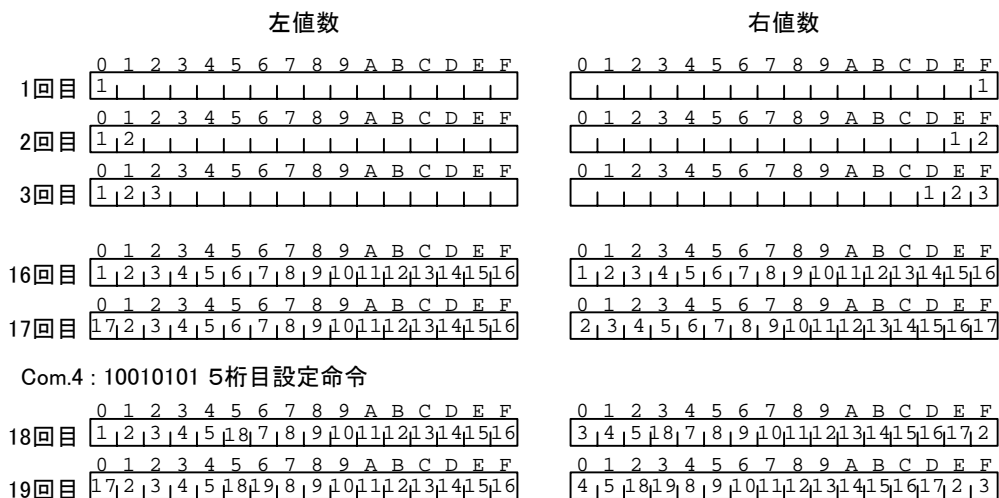 左値数 右値数
0 1 2 3 4 5 6 7 8 9 A B C D E F 0 1 2 3 4 5 6 7 8 9 A B C D E F
1回目 1 1
0 1 2 3 4 5 6 7 8 9 A B C D E F 0 1 2 3 4 5 6 7 8 9 A B C D E F
2回目 1 2 1 2
0 1 2 3 4 5 6 7 8 9 A B C D E F 0 1 2 3 4 5 6 7 8 9 A B C D E F
3回目 1 2 3 1 2 3
0 1 2 3 4 5 6 7 8 9 A B C D E F 0 1 2 3 4 5 6 7 8 9 A B C D E F
16回目 1 2 3 4 5 6 7 8 9 10 11 12 13 14 15 16 1 2 3 4 5 6 7 8 9 10 11 12 13 14 15 16
0 1 2 3 4 5 6 7 8 9 A B C D E F 0 1 2 3 4 5 6 7 8 9 A B C D E F
17回目 17 2 3 4 5 6 7 8 9 10 11 12 13 14 15 16 2 3 4 5 6 7 8 9 10 11 12 13 14 15 16 17
Com.4 : 10010101 5桁目設定命令
0 1 2 3 4 5 6 7 8 9 A B C D E F 0 1 2 3 4 5 6 7 8 9 A B C D E F
18回目 1 2 3 4 5 18 7 8 9 10 11 12 13 14 15 16 3 4 5 18 7 8 9 10 11 12 13 14 15 16 17 2
0 1 2 3 4 5 6 7 8 9 A B C D E F 0 1 2 3 4 5 6 7 8 9 A B C D E F
19回目 17 2 3 4 5 18 19 8 9 10 11 12 13 14 15 16 4 5 18 19 8 9 10 11 12 13 14 15 16 17 2 3